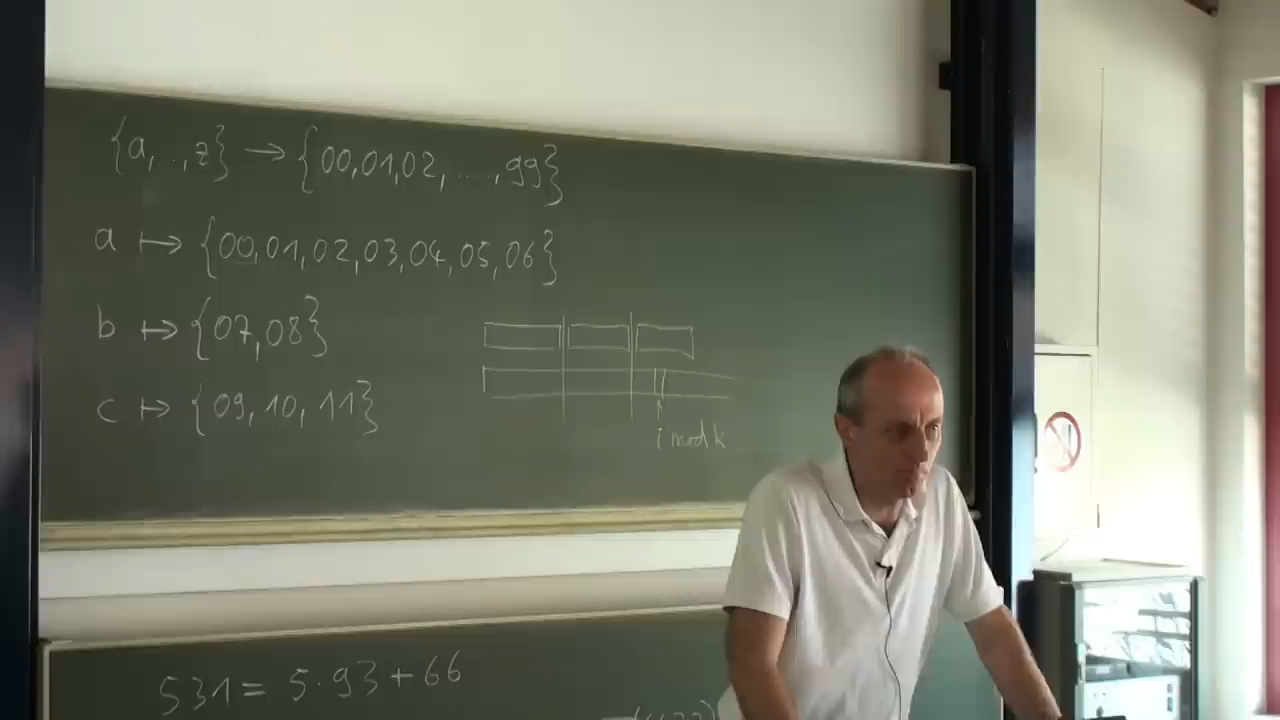 {a, .., z} → {00,01,02, ...., 99}
a ↦ {00,01,02,03,04,05,06}
b ↦ {07,08}
c ↦ {09,10,11}
i mod k
531 = 5·93+66